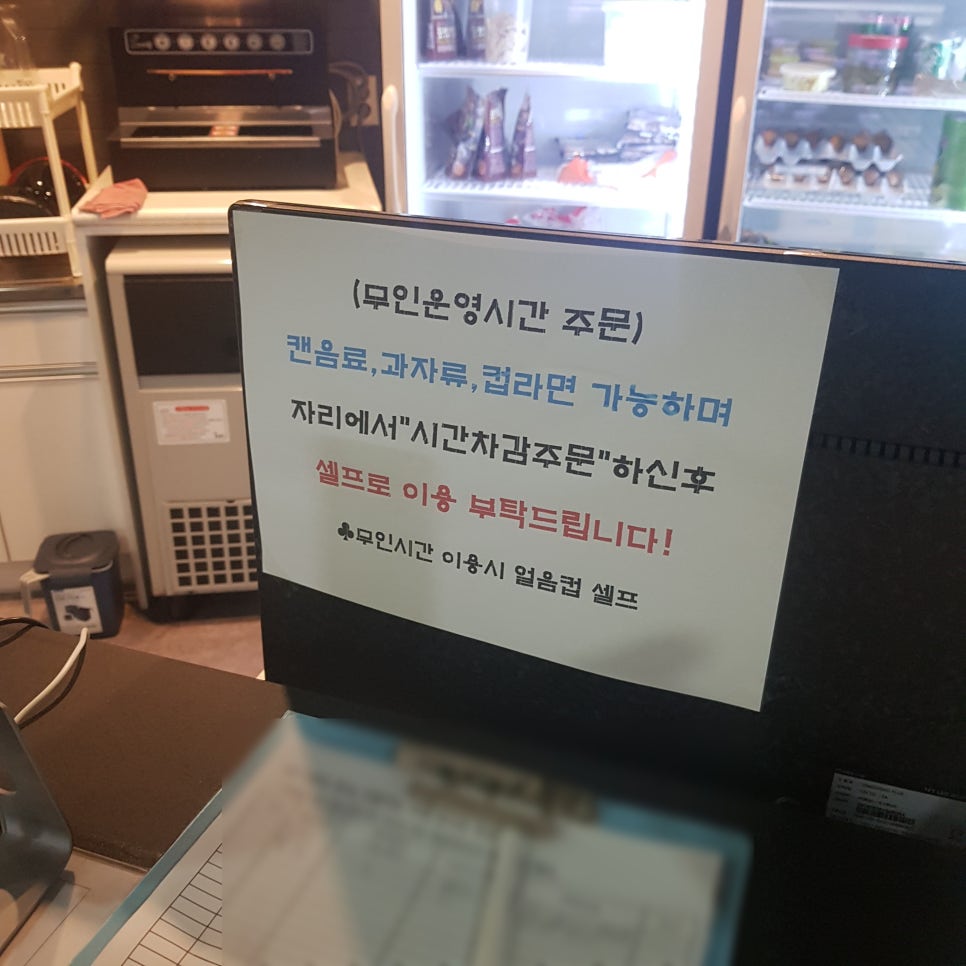 (무인운영시간 주문)
캔음료,과자류,컵라면 가능하며
자리에서"시간차감주문"하신후
셀프로 이용 부탁드립니다!
♣무인시간 이용시 얼음컵 셀프